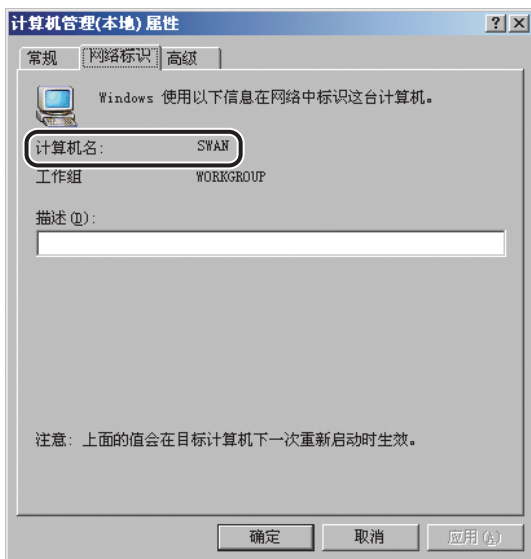 计算机管理(本地) 属性
常规 网络标识 高级
Windows 使用以下信息在网络中标识这台计算机。
计算机名: SWAN
工作组 WORKGROUP
描述(D):
注意: 上面的值会在目标计算机下一次重新启动时生效。
确定 取消 应用(A)